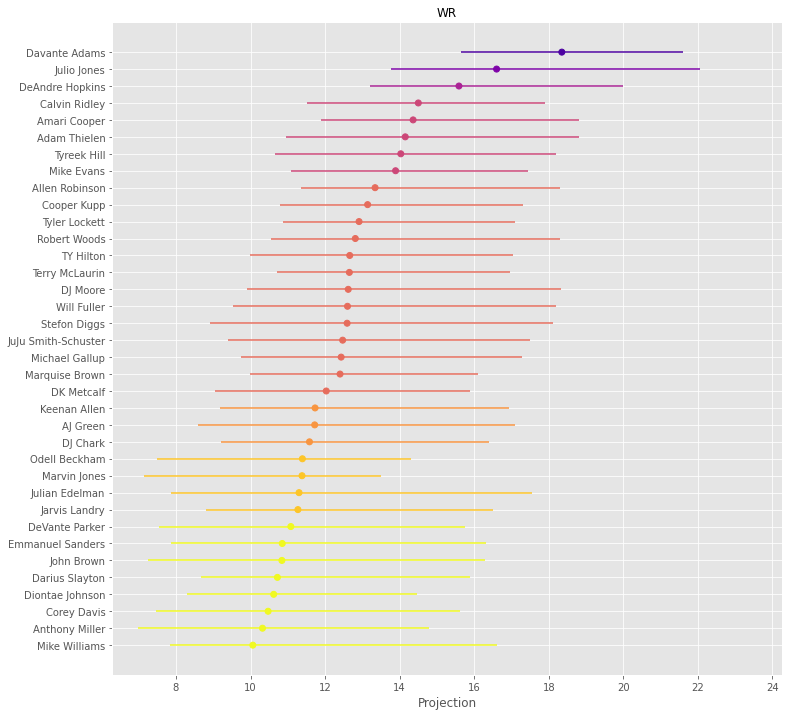 WR
Davante Adams
Julio Jones
DeAndre Hopkins
Calvin Ridley
Amari Cooper
Adam Thielen
Tyreek Hill
Mike Evans
Allen Robinson
Cooper Kupp
Tyler Lockett
Robert Woods
TY Hilton
Terry McLaurin
DJ Moore
Will Fuller
Stefon Diggs
JuJu Smith-Schuster
Michael Gallup
Marquise Brown
DK Metcalf
Keenan Allen
AJ Green
DJ Chark
Odell Beckham
Marvin Jones
Julian Edelman
Jarvis Landry
DeVante Parker
Emmanuel Sanders
John Brown
Darius Slayton
Diontae Johnson
Corey Davis
Anthony Miller
Mike Williams
8 10 12 14 16 18 20 22 24
Projection